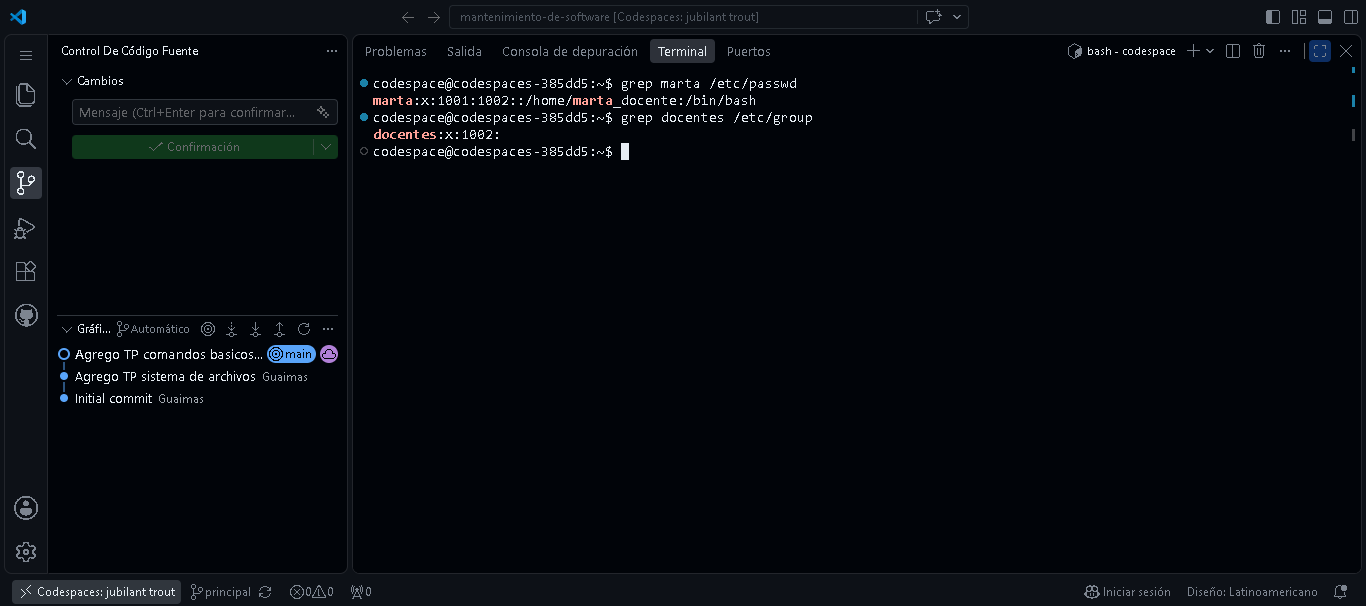 mantenimiento-de-software [Codespaces: jubilant trout]
Control De Código Fuente
Cambios
Mensaje (Ctrl+Enter para confirmar...
Confirmación
Gráfi... Automático
Agrego TP comandos basicos... main
Agrego TP sistema de archivos Guaimas
Initial commit Guaimas
Problemas Salida Consola de depuración Terminal Puertos
bash - codespace
codespace@codespaces-385dd5:~$ grep marta /etc/passwd
marta:x:1001:1002::/home/marta_docente:/bin/bash
codespace@codespaces-385dd5:~$ grep docentes /etc/group
docentes:x:1002:
codespace@codespaces-385dd5:~$
Codespaces: jubilant trout principal 0 0 0 Iniciar sesión Diseño: Latinoamericano